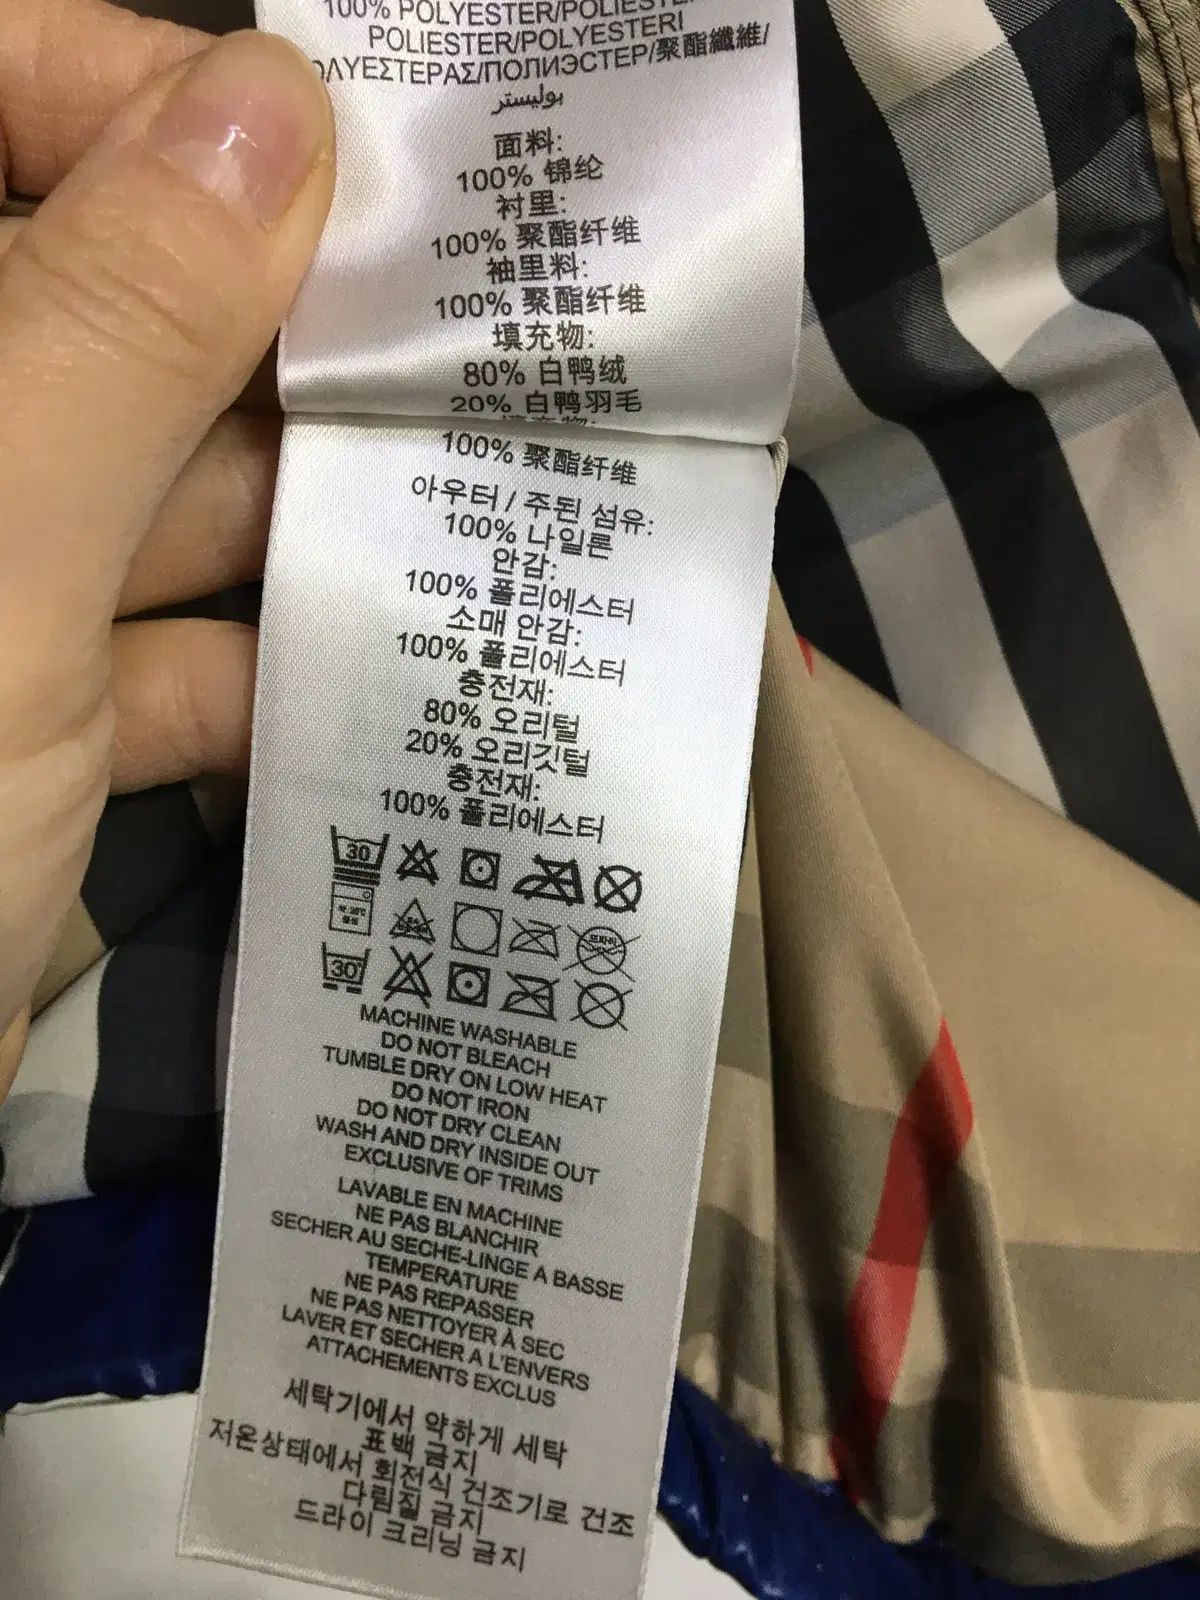 100% POLYESTER/
POLIESTER/POLYESTERI
ΟΛΥΕΣΤΕΡΑΣ/ПОЛИЭСТЕР/聚酯纖維/
بوليستر
面料:
100% 锦纶
衬里:
100% 聚酯纤维
袖里料:
100% 聚酯纤维
填充物:
80% 白鸭绒
20% 白鸭羽毛
100% 聚酯纤维
아우터 / 주된 섬유:
100% 나일론
안감:
100% 폴리에스터
소매 안감:
100% 폴리에스터
충전재:
80% 오리털
20% 오리깃털
충전재:
100% 폴리에스터
30
30
MACHINE WASHABLE
DO NOT BLEACH
TUMBLE DRY ON LOW HEAT
DO NOT IRON
DO NOT DRY CLEAN
WASH AND DRY INSIDE OUT
EXCLUSIVE OF TRIMS
LAVABLE EN MACHINE
NE PAS BLANCHIR
SECHER AU SECHE-LINGE A BASSE
TEMPERATURE
NE PAS REPASSER
NE PAS NETTOYER À SEC
LAVER ET SECHER A L'ENVERS
ATTACHEMENTS EXCLUS
세탁기에서 약하게 세탁
표백 금지
저온상태에서 회전식 건조기로 건조
다림질 금지
드라이 크리닝 금지